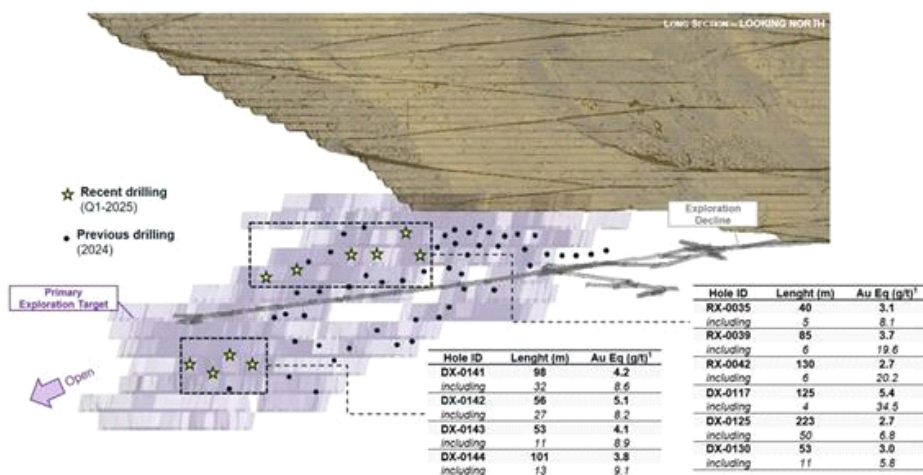 LONG SECTION – LOOKING NORTH
Recent drilling
(Q1-2025)
Previous drilling
(2024)
Exploration
Decline
Primary
Exploration Target
Open
Hole ID Lenght (m) Au Eq (g/t)¹
DX-0141 98 4.2
including 32 8.6
DX-0142 56 5.1
including 27 8.2
DX-0143 53 4.1
including 11 8.9
DX-0144 101 3.8
including 13 9.1
Hole ID Lenght (m) Au Eq (g/t)¹
RX-0035 40 3.1
including 5 8.1
RX-0039 85 3.7
including 6 19.6
RX-0042 130 2.7
including 6 20.2
DX-0117 125 5.4
including 4 34.5
DX-0125 223 2.7
including 50 6.8
DX-0130 53 3.0
including 11 5.8